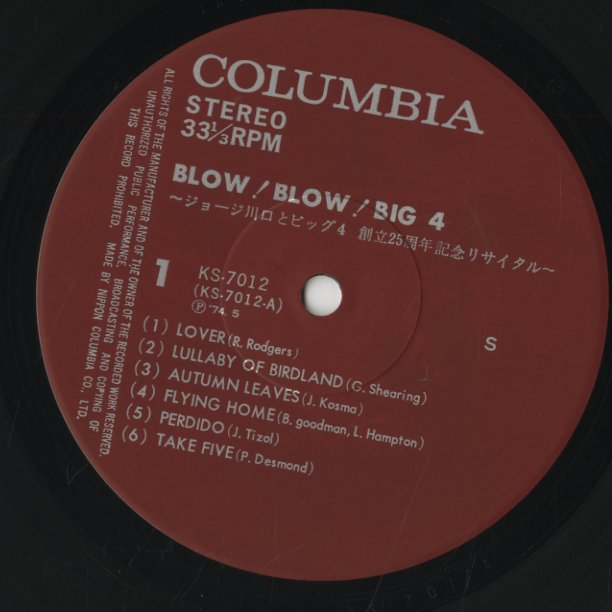 COLUMBIA
STEREO
33⅓RPM
BLOW! BLOW! BIG 4
～ジョージ川口とビッグ4 創立25周年記念リサイタル～
1
KS-7012
(KS-7012-A)
Ⓟ'74.5
S
(1) LOVER (R. Rodgers)
(2) LULLABY OF BIRDLAND (G. Shearing)
(3) AUTUMN LEAVES (J. Kosma)
(4) FLYING HOME (B. goodman, L. Hampton)
(5) PERDIDO (J. Tizol)
(6) TAKE FIVE (P. Desmond)
ALL RIGHTS OF THE MANUFACTURER AND OF THE OWNER OF THE RECORDED WORK RESERVED.
UNAUTHORIZED PUBLIC PERFORMANCE, BROADCASTING AND COPYING OF
THIS RECORD PROHIBITED. MADE BY NIPPON COLUMBIA CO., LTD.